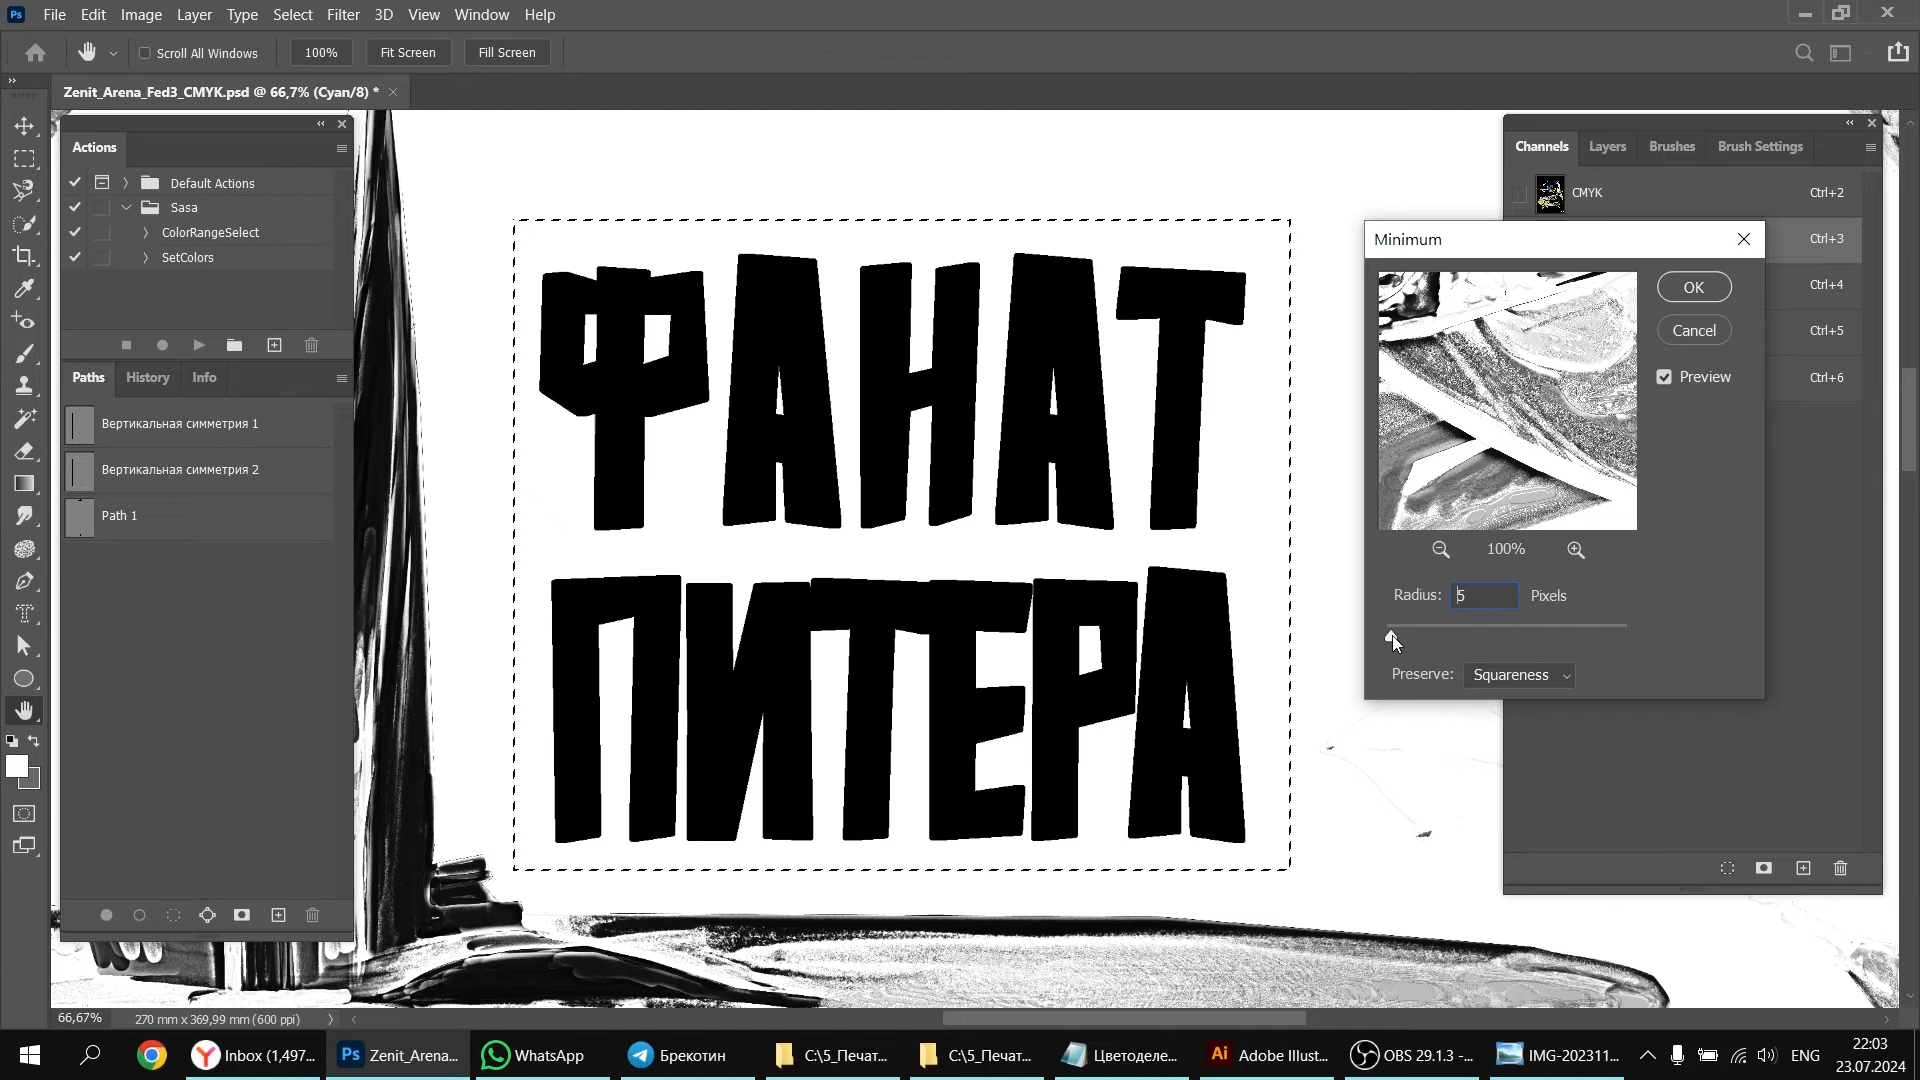 Ps File Edit Image Layer Type Select Filter 3D View Window Help
Scroll All Windows 100% Fit Screen Fill Screen
Zenit_Arena_Fed3_CMYK.psd @ 66,7% (Cyan/8) *
Actions
Default Actions
Sasa
ColorRangeSelect
SetColors
Paths History Info
Вертикальная симметрия 1
Вертикальная симметрия 2
Path 1
ФАНАТ
ПИТЕРА
Channels Layers Brushes Brush Settings
CMYK Ctrl+2
Ctrl+3
Ctrl+4
Ctrl+5
Ctrl+6
Minimum
OK
Cancel
Preview
100%
Radius: 5 Pixels
Preserve: Squareness
66,67% 270 mm x 369,99 mm (600 ppi)
Inbox (1,497... Ps Zenit_Arena... WhatsApp Брекотин C:\5_Печат... C:\5_Печат... Цветоделе... Ai Adobe Illust... OBS 29.1.3 -... IMG-202311... ENG
22:03
23.07.2024